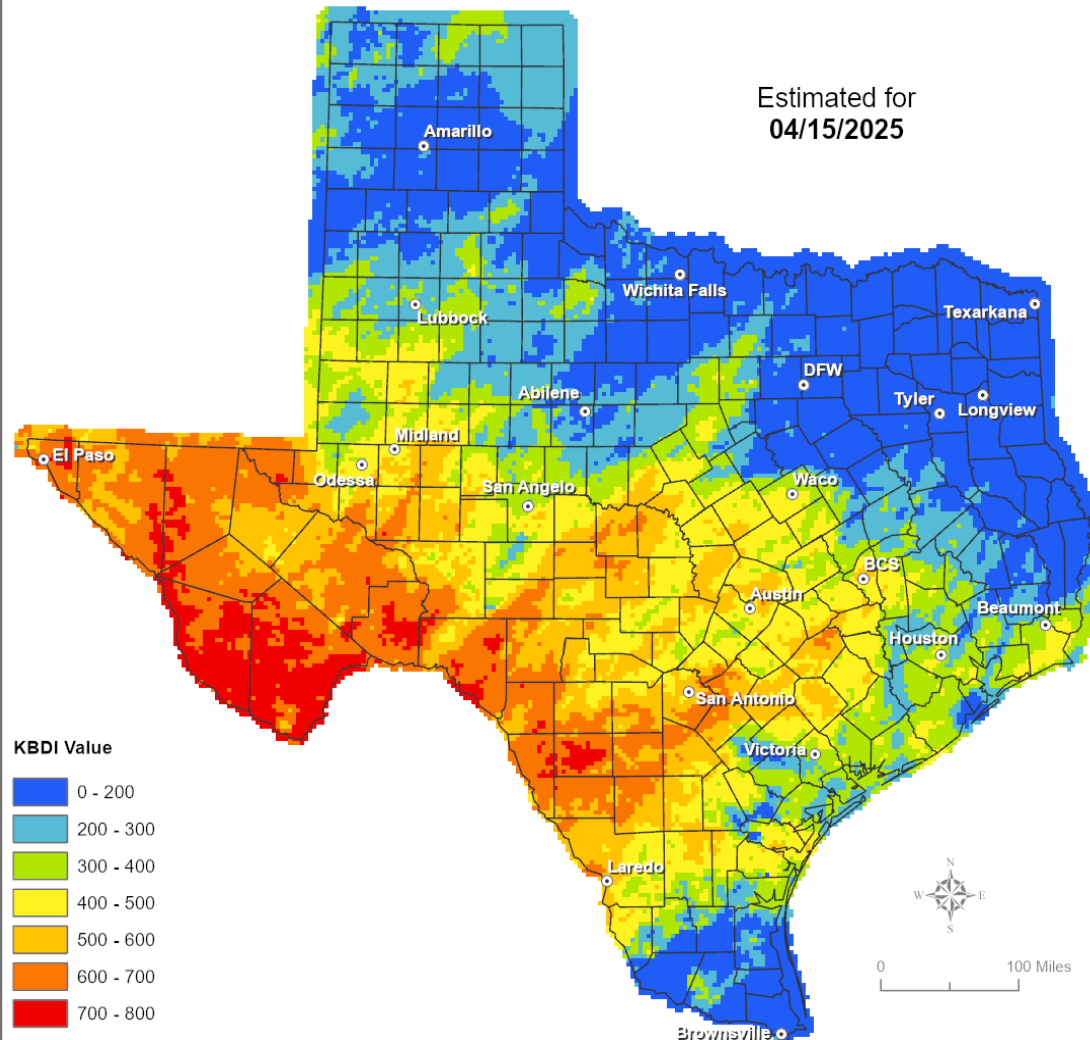 Estimated for
04/15/2025
Amarillo
Wichita Falls
Lubbock
Texarkana
DFW
Abilene
Tyler
Longview
Midland
El Paso
Odessa
San Angelo
Waco
BCS
Austin
Beaumont
Houston
San Antonio
Victoria
Laredo
Brownsville
KBDI Value
0 - 200
200 - 300
300 - 400
400 - 500
500 - 600
600 - 700
700 - 800
N
W E
S
0 100 Miles